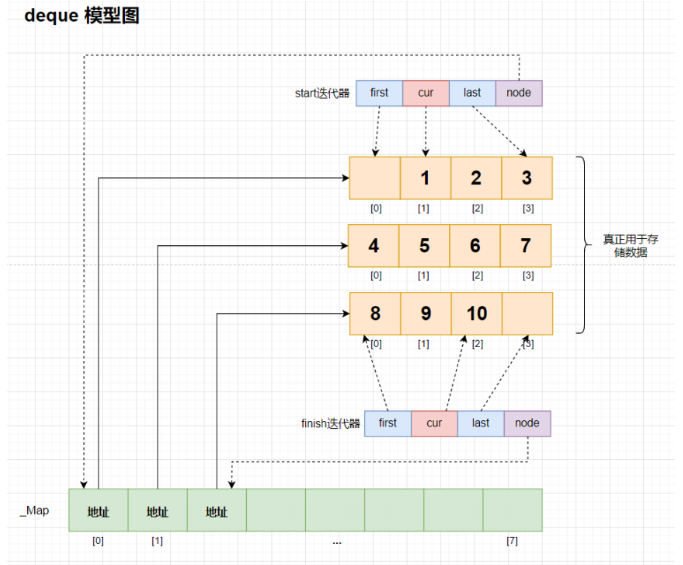 deque 模型图
start迭代器 first cur last node
1 2 3
[0] [1] [2] [3]
4 5 6 7
[0] [1] [2] [3]
真正用于存
储数据
8 9 10
[0] [1] [2] [3]
finish迭代器 first cur last node
_Map 地址 地址 地址
[0] [1] ... [7]